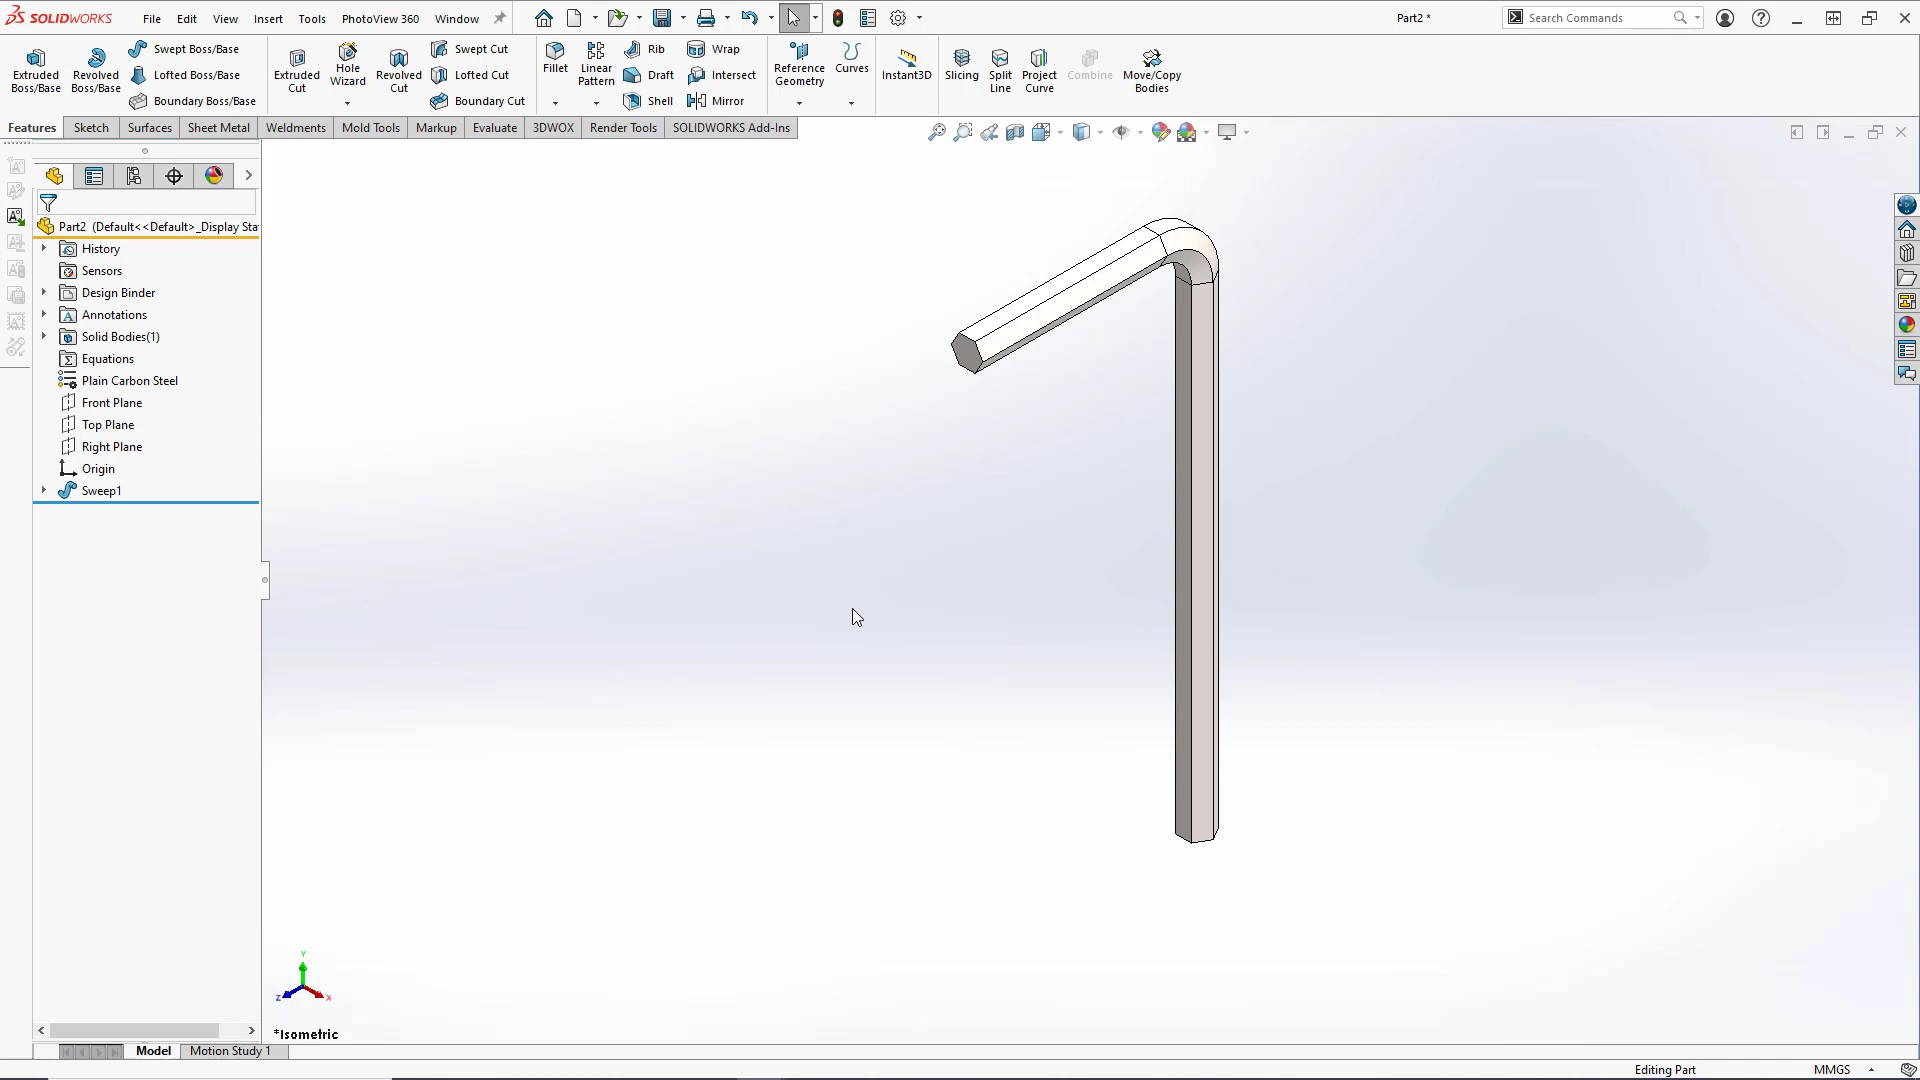 SOLIDWORKS
File Edit View Insert Tools PhotoView 360 Window
Part2 *
Search Commands
Extruded Boss/Base
Revolved Boss/Base
Swept Boss/Base
Lofted Boss/Base
Boundary Boss/Base
Extruded Cut
Hole Wizard
Revolved Cut
Swept Cut
Lofted Cut
Boundary Cut
Fillet
Linear Pattern
Rib
Draft
Shell
Wrap
Intersect
Mirror
Reference Geometry
Curves
Instant3D
Slicing
Split Line
Project Curve
Combine
Move/Copy Bodies
Features Sketch Surfaces Sheet Metal Weldments Mold Tools Markup Evaluate 3DWOX Render Tools SOLIDWORKS Add-Ins
Part2 (Default<<Default>_Display Sta
History
Sensors
Design Binder
Annotations
Solid Bodies(1)
Equations
Plain Carbon Steel
Front Plane
Top Plane
Right Plane
Origin
Sweep1
Y
Z
X
*Isometric
Model Motion Study 1
Editing Part
MMGS